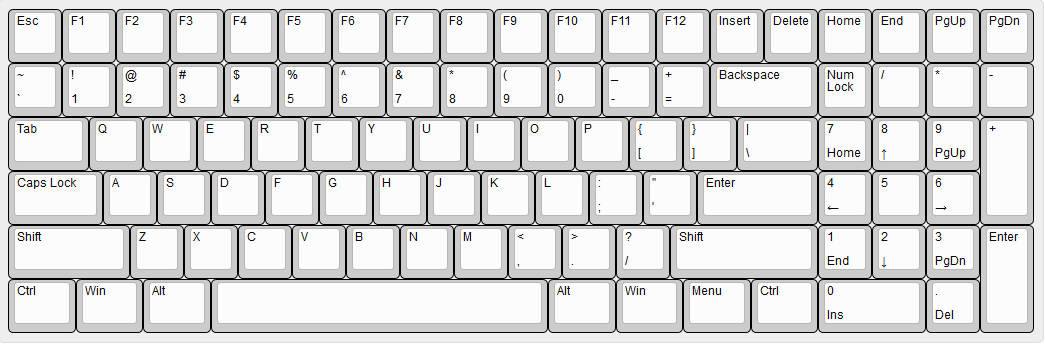 Esc F1 F2 F3 F4 F5 F6 F7 F8 F9 F10 F11 F12 Insert Delete Home End PgUp PgDn
~ ! @ # $ % ^ & * ( ) _ + Backspace Num / * -
Lock
` 1 2 3 4 5 6 7 8 9 0 - =
Tab Q W E R T Y U I O P { } | 7 8 9 +
[ ] \ Home ↑ PgUp
Caps Lock A S D F G H J K L : " Enter 4 5 6
; ' ← →
Shift Z X C V B N M < > ? Shift 1 2 3 Enter
, . / End ↓ PgDn
Ctrl Win Alt Alt Win Menu Ctrl 0 .
Ins Del